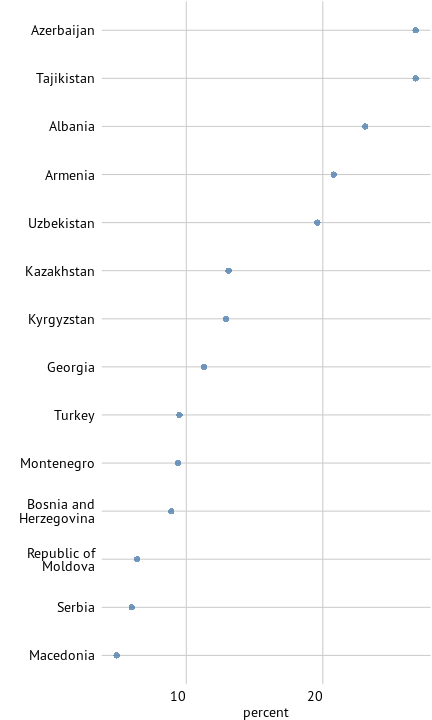 Azerbaijan
Tajikistan
Albania
Armenia
Uzbekistan
Kazakhstan
Kyrgyzstan
Georgia
Turkey
Montenegro
Bosnia and
Herzegovina
Republic of
Moldova
Serbia
Macedonia
10 20
percent